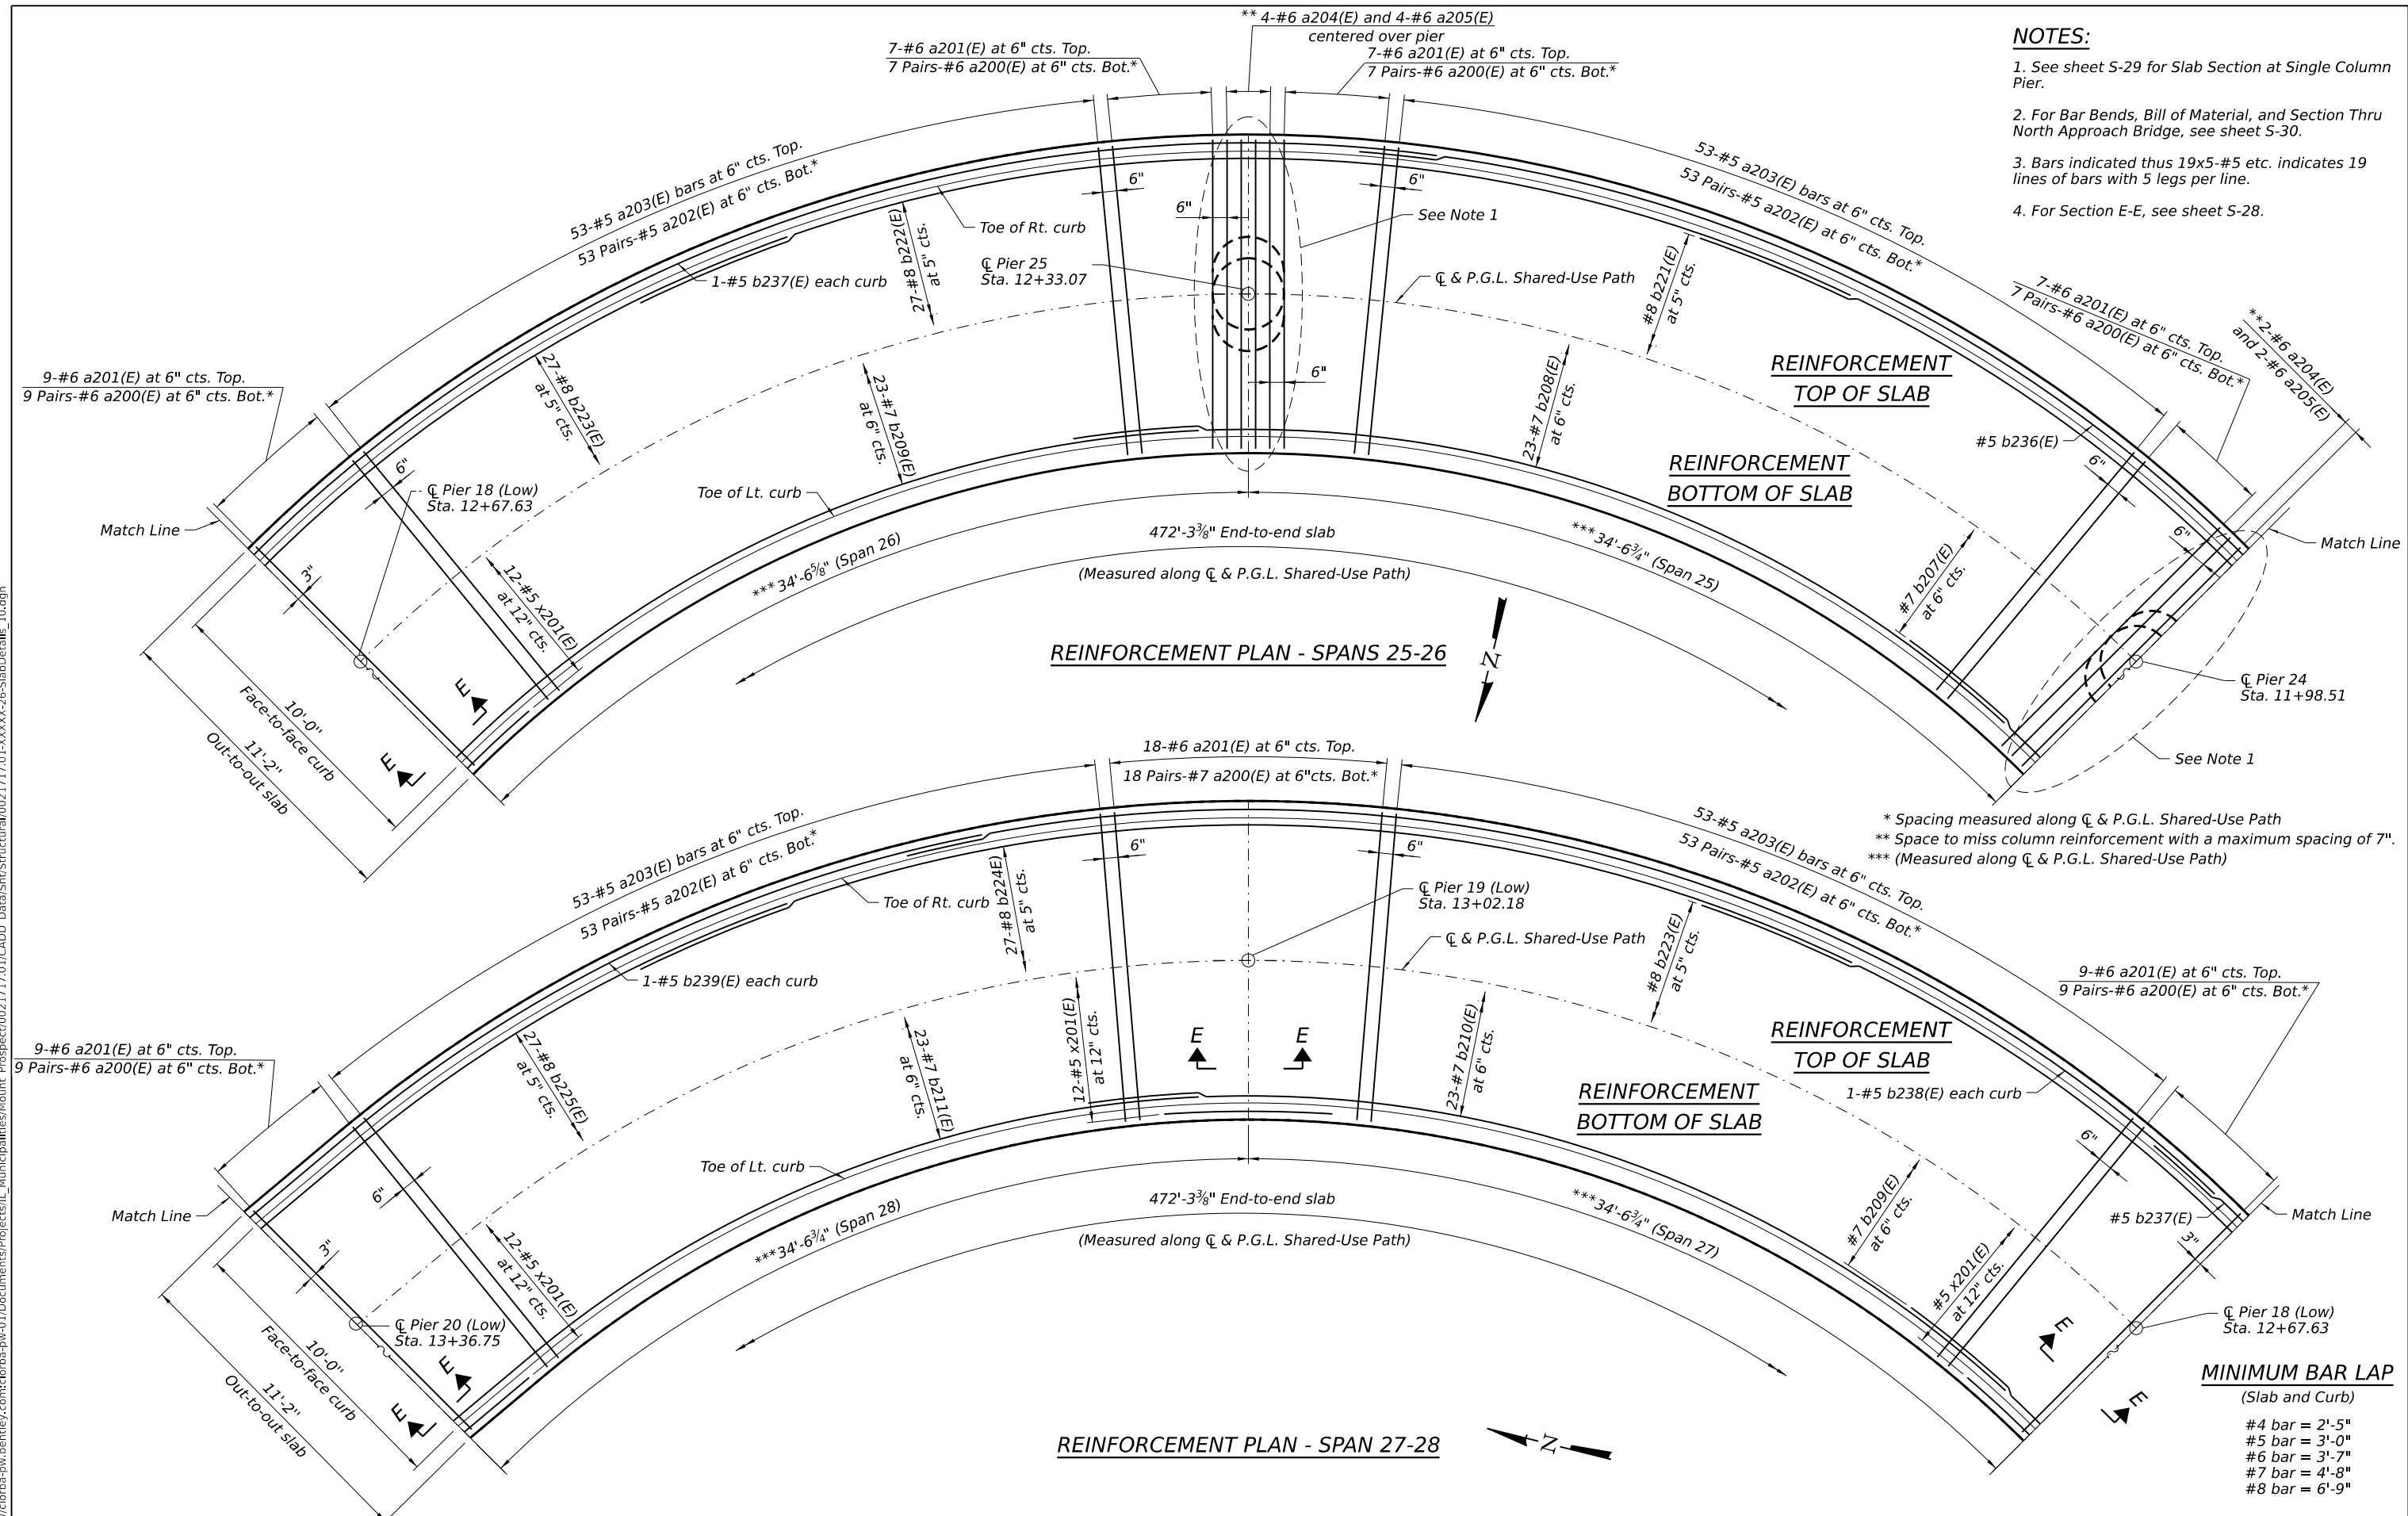 ** 4-#6 a204(E) and 4-#6 a205(E)
centered over pier
7-#6 a201(E) at 6" cts. Top.
7 Pairs-#6 a200(E) at 6" cts. Bot.*
7-#6 a201(E) at 6" cts. Top.
7 Pairs-#6 a200(E) at 6" cts. Bot.*
NOTES:
1. See sheet S-29 for Slab Section at Single Column
Pier.
2. For Bar Bends, Bill of Material, and Section Thru
North Approach Bridge, see sheet S-30.
3. Bars indicated thus 19x5-#5 etc. indicates 19
lines of bars with 5 legs per line.
4. For Section E-E, see sheet S-28.
53-#5 a203(E) bars at 6" cts. Top.
53 Pairs-#5 a202(E) at 6" cts. Bot.*
53-#5 a203(E) bars at 6" cts. Top.
53 Pairs-#5 a202(E) at 6" cts. Bot.*
6"
6"
6"
6"
Toe of Rt. curb
27-#8 b222(E)
at 5" cts.
1-#5 b237(E) each curb
℄ Pier 25
Sta. 12+33.07
See Note 1
℄ & P.G.L. Shared-Use Path
#8 b221(E)
at 5" cts.
7-#6 a201(E) at 6" cts. Top.
7 Pairs-#6 a200(E) at 6" cts. Bot.*
**2-#6 a204(E)
and 2-#6 a205(E)
9-#6 a201(E) at 6" cts. Top.
9 Pairs-#6 a200(E) at 6" cts. Bot.*
27-#8 b223(E)
at 5" cts.
23-#7 b209(E)
at 6" cts.
23-#7 b208(E)
at 6" cts.
REINFORCEMENT
TOP OF SLAB
REINFORCEMENT
BOTTOM OF SLAB
#5 b236(E)
6"
6"
6"
℄ Pier 18 (Low)
Sta. 12+67.63
Toe of Lt. curb
Match Line
Match Line
3"
12-#5 x201(E)
at 12" cts.
***34'-6⅝" (Span 26)
472'-3⅜" End-to-end slab
(Measured along ℄ & P.G.L. Shared-Use Path)
***34'-6¾" (Span 25)
#7 b207(E)
at 6" cts.
E
E
10'-0"
Face-to-face curb
11'-2"
Out-to-out slab
REINFORCEMENT PLAN - SPANS 25-26
N
℄ Pier 24
Sta. 11+98.51
See Note 1
* Spacing measured along ℄ & P.G.L. Shared-Use Path
** Space to miss column reinforcement with a maximum spacing of 7".
*** (Measured along ℄ & P.G.L. Shared-Use Path)
18-#6 a201(E) at 6" cts. Top.
18 Pairs-#7 a200(E) at 6"cts. Bot.*
53-#5 a203(E) bars at 6" cts. Top.
53 Pairs-#5 a202(E) at 6" cts. Bot.*
53-#5 a203(E) bars at 6" cts. Top.
53 Pairs-#5 a202(E) at 6" cts. Bot.*
6"
6"
Toe of Rt. curb
27-#8 b224E)
at 5" cts.
1-#5 b239(E) each curb
℄ Pier 19 (Low)
Sta. 13+02.18
℄ & P.G.L. Shared-Use Path
#8 b223(E)
at 5" cts.
9-#6 a201(E) at 6" cts. Top.
9 Pairs-#6 a200(E) at 6" cts. Bot.*
9-#6 a201(E) at 6" cts. Top.
9 Pairs-#6 a200(E) at 6" cts. Bot.*
27-#8 b225(E)
at 5" cts.
23-#7 b211(E)
at 6" cts.
12-#5 x201(E)
at 12" cts.
E
E
23-#7 b210(E)
at 6" cts.
REINFORCEMENT
TOP OF SLAB
REINFORCEMENT
BOTTOM OF SLAB
1-#5 b238(E) each curb
6"
6"
Toe of Lt. curb
Match Line
Match Line
#5 b237(E)
3"
3"
12-#5 x201(E)
at 12" cts.
***34'-6¾" (Span 28)
472'-3⅜" End-to-end slab
(Measured along ℄ & P.G.L. Shared-Use Path)
***34'-6¾" (Span 27)
#7 b209(E)
at 6" cts.
#5 x201(E)
at 12" cts.
℄ Pier 20 (Low)
Sta. 13+36.75
℄ Pier 18 (Low)
Sta. 12+67.63
E
E
E
E
10'-0"
Face-to-face curb
11'-2"
Out-to-out slab
REINFORCEMENT PLAN - SPAN 27-28
N
MINIMUM BAR LAP
(Slab and Curb)
#4 bar = 2'-5"
#5 bar = 3'-0"
#6 bar = 3'-7"
#7 bar = 4'-8"
#8 bar = 6'-9"